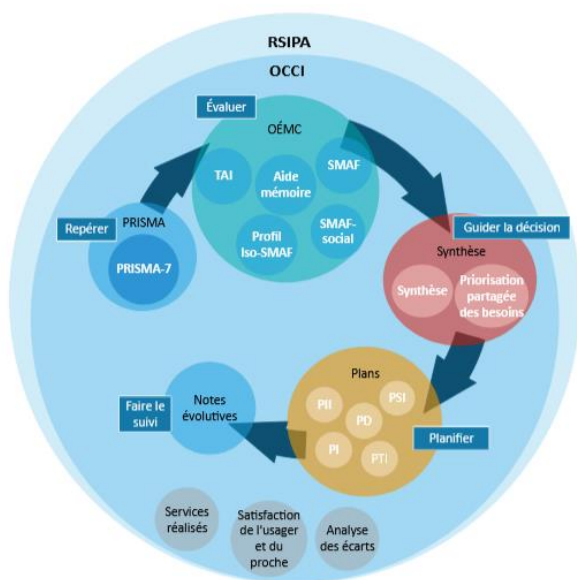 RSIPA
OCCI
Évaluer
OÉMC
TAI
Aide
mémoire
SMAF
Profil
Iso-SMAF
SMAF-
social
Repérer
PRISMA
PRISMA-7
Guider la décision
Synthèse
Synthèse
Priorisation
partagée
des besoins
Plans
PII
PSI
PD
PI
PTI
Planifier
Faire le
suivi
Notes
évolutives
Services
réalisés
Satisfaction
de l'usager
et du
proche
Analyse
des écarts